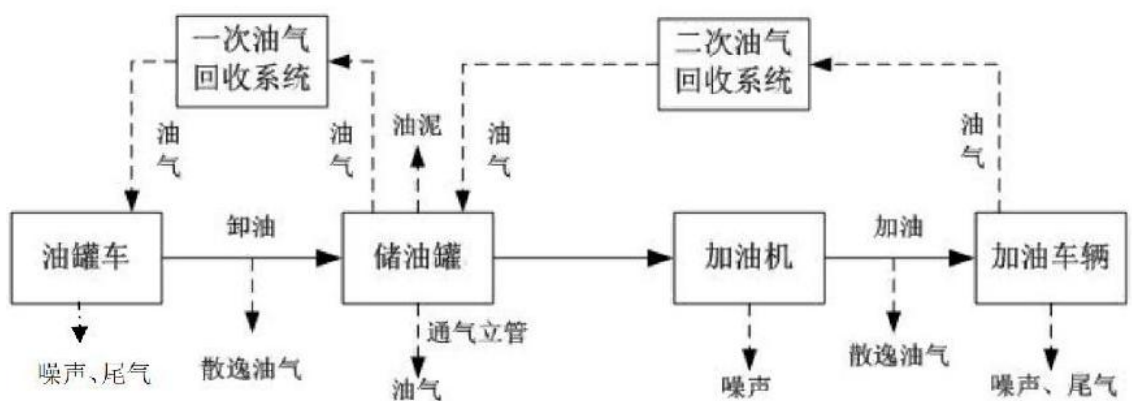 一次油气
回收系统
二次油气
回收系统
油气
油气
油泥
油气
油气
油罐车
卸油
储油罐
加油机
加油
加油车辆
噪声、尾气
散逸油气
通气立管
油气
噪声
散逸油气
噪声、尾气